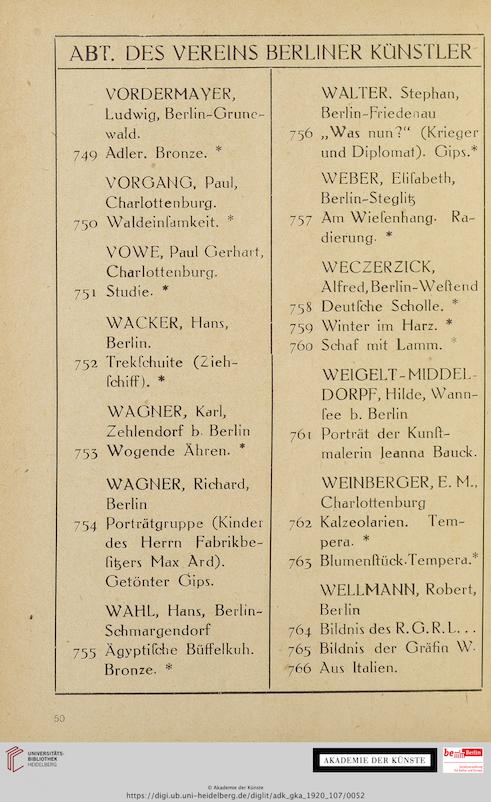 ABT. DES VEREINS BERLINER KÜNSTLER
VORDERMAYER,
Ludwig, Berlin-Grune-
wald.
749 Adler. Bronze. *
VORGANG, Paul,
Charlottenburg.
750 Waldeinſamkeit. *
VOWE, Paul Gerhart,
Charlottenburg.
751 Studie. *
WACKER, Hans,
Berlin.
752 Trekſchuite (Zieh-
ſchiff). *
WAGNER, Karl,
Zehlendorf b. Berlin
753 Wogende Ähren. *
WAGNER, Richard,
Berlin
754 Porträtgruppe (Kinder
des Herrn Fabrikbe-
ſitzers Max Ard).
Getönter Gips.
WAHL, Hans, Berlin-
Schmargendorf
755 Ägyptiſche Büffelkuh.
Bronze. *
WALTER, Stephan,
Berlin-Friedenau
756 „Was nun?“ (Krieger
und Diplomat). Gips.*
WEBER, Eliſabeth,
Berlin-Steglitz
757 Am Wieſenhang. Ra-
dierung. *
WECZERZICK,
Alfred, Berlin-Weſtend
758 Deutſche Scholle. *
759 Winter im Harz. *
760 Schaf mit Lamm. *
WEIGELT-MIDDEL-
DORPF, Hilde, Wann-
ſee b. Berlin
761 Porträt der Kunſt-
malerin Jeanna Bauck.
WEINBERGER, E. M.,
Charlottenburg
762 Kalzeolarien. Tem-
pera. *
763 Blumenſtück. Tempera.*
WELLMANN, Robert,
Berlin
764 Bildnis des R. G. R. L. . .
765 Bildnis der Gräfin W.
766 Aus Italien.
50
UNIVERSITÄTS-
BIBLIOTHEK
HEIDELBERG
AKADEMIE DER KÜNSTE
be Berlin
© Akademie der Künste
https://digi.ub.uni-heidelberg.de/diglit/adk_gka_1920_107/0052